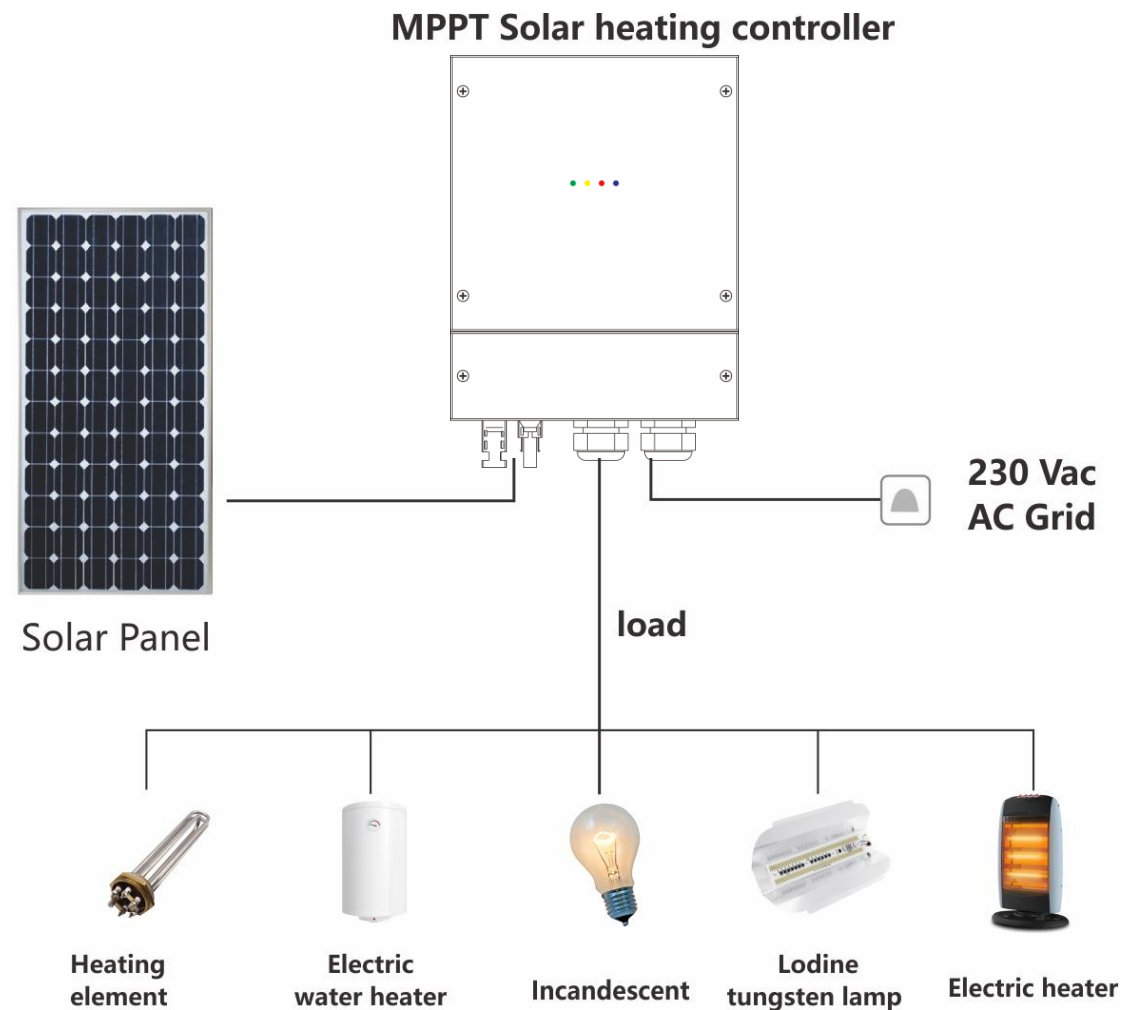 MPPT Solar heating controller
230 Vac
AC Grid
Solar Panel
load
Heating
element
Electric
water heater
Incandescent
Lodine
tungsten lamp
Electric heater